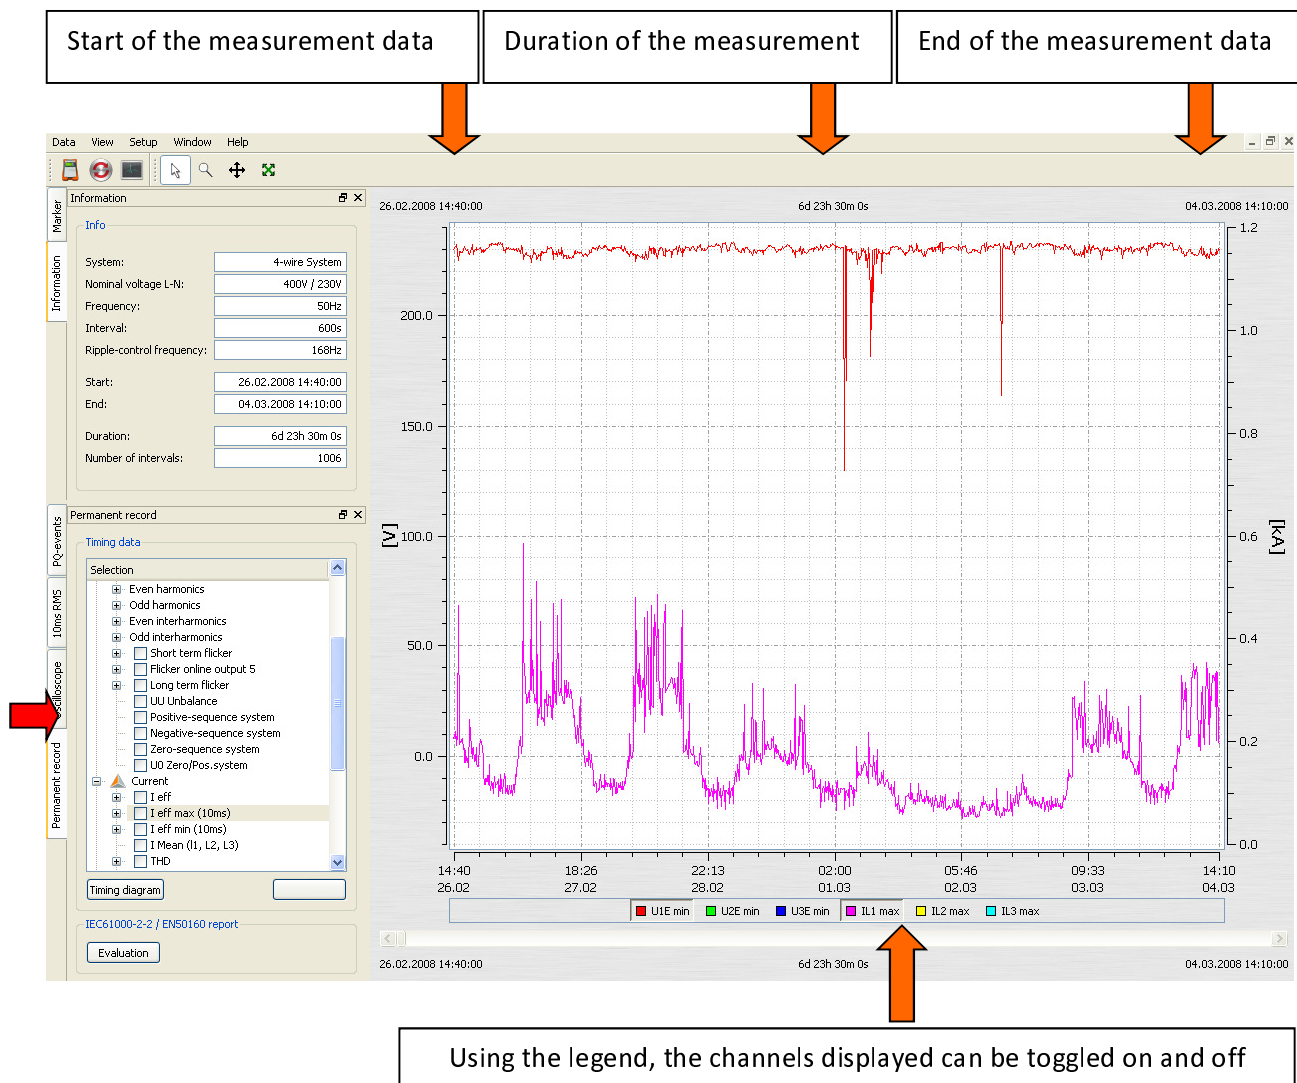 Start of the measurement data
Duration of the measurement
End of the measurement data
Data View Setup Window Help
Marker
Information
Information
Info
System: 4-wire System
Nominal voltage L-N: 400V / 230V
Frequency: 50Hz
Interval: 600s
Ripple-control frequency: 168Hz
Start: 26.02.2008 14:40:00
End: 04.03.2008 14:10:00
Duration: 6d 23h 30m 0s
Number of intervals: 1006
PQ-events
10ms RMS
scilloscope
Permanent record
Permanent record
Timing data
Selection
Even harmonics
Odd harmonics
Even interharmonics
Odd interharmonics
Short term flicker
Flicker online output 5
Long term flicker
UU Unbalance
Positive-sequence system
Negative-sequence system
Zero-sequence system
U0 Zero/Pos.system
Current
I eff
I eff max (10ms)
I eff min (10ms)
I Mean (l1, L2, L3)
THD
Timing diagram
IEC61000-2-2 / EN50160 report
Evaluation
26.02.2008 14:40:00 6d 23h 30m 0s 04.03.2008 14:10:00
200.0
150.0
100.0
50.0
0.0
[V]
1.2
1.0
0.8
0.6
0.4
0.2
0.0
[kA]
14:40 18:26 22:13 02:00 05:46 09:33 14:10
26.02 27.02 28.02 01.03 02.03 03.03 04.03
U1E min U2E min U3E min IL1 max IL2 max IL3 max
26.02.2008 14:40:00 6d 23h 30m 0s 04.03.2008 14:10:00
Using the legend, the channels displayed can be toggled on and off